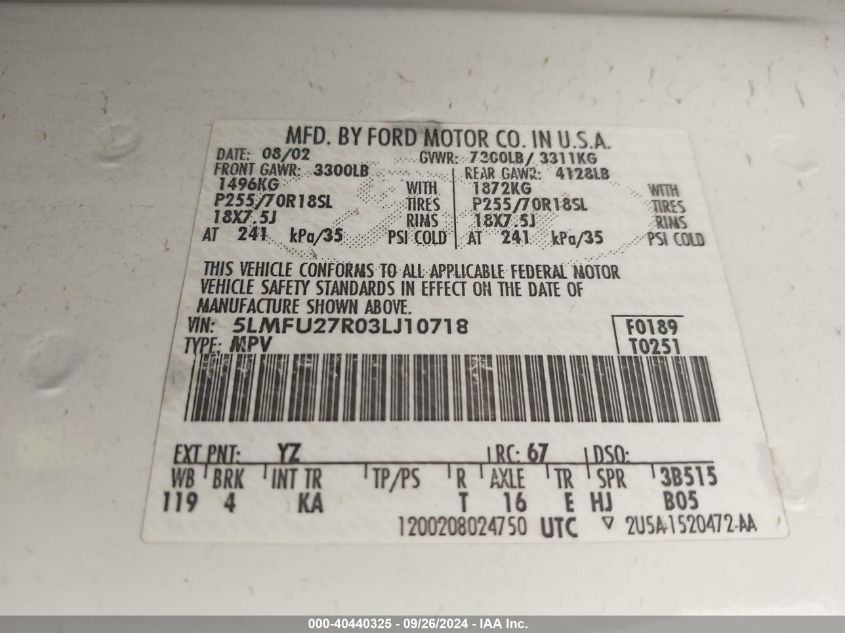 MFD. BY FORD MOTOR CO. IN U.S.A.
DATE: 08/02 GVWR: 7300LB/ 3311KG
FRONT GAWR: 3300LB REAR GAWR: 4128LB
1496KG WITH 1872KG WITH
P255/70R18SL TIRES P255/70R18SL TIRES
18X7.5J RIMS 18X7.5J RIMS
AT 241 kPa/35 PSI COLD AT 241 kPa/35 PSI COLD
THIS VEHICLE CONFORMS TO ALL APPLICABLE FEDERAL MOTOR
VEHICLE SAFETY STANDARDS IN EFFECT ON THE DATE OF
MANUFACTURE SHOWN ABOVE.
VIN: 5LMFU27R03LJ10718 F0189
TYPE: MPV T0251
EXT PNT: YZ RC: 67 DSO:
WB BRK INT TR TP/PS R AXLE TR SPR 3B515
119 4 KA T 16 E HJ B05
1200208024750 UTC ▽ 2U5A-1520472-AA
000-40440325 - 09/26/2024 - IAA Inc.